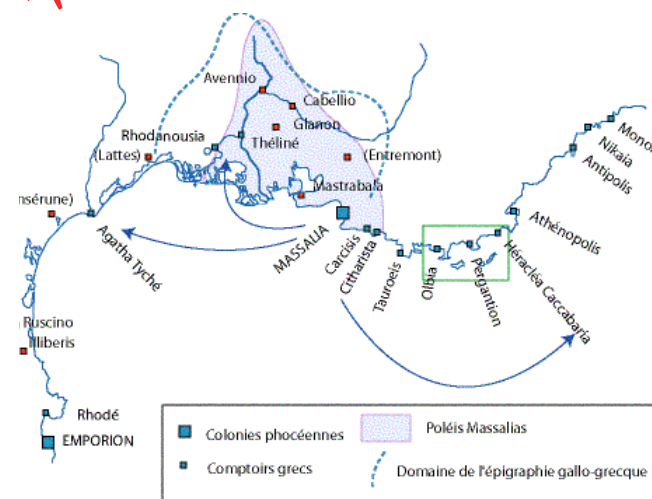 Avennio
Cabellio
Glanon
Rhodanousia
Théliné
(Lattes)
(Entremont)
Mastrabala
nsérune)
Agatha Tyché
MASSALIA
Carcisis
Citharista
Tauroeis
Olbia
Pergantion
Héracléa Caccabaria
Athénopolis
Antipolis
Nikaia
Monoi
Ruscino
Illiberis
Rhodé
EMPORION
Colonies phocéennes
Poléis Massalias
Comptoirs grecs
Domaine de l'épigraphie gallo-grecque